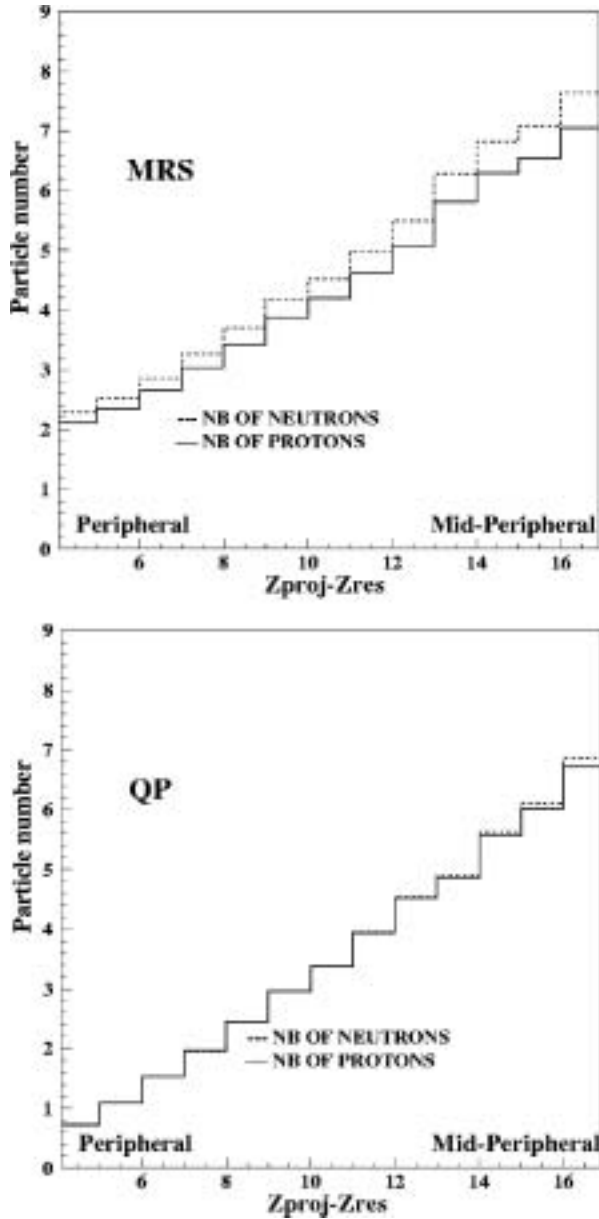 9
8
7
6
5
4
3
2
1
0
Particle number
MRS
NB OF NEUTRONS
NB OF PROTONS
Peripheral
Mid-Peripheral
6 8 10 12 14 16
Zproj-Zres
9
8
7
6
5
4
3
2
1
0
Particle number
QP
NB OF NEUTRONS
NB OF PROTONS
Peripheral
Mid-Peripheral
6 8 10 12 14 16
Zproj-Zres